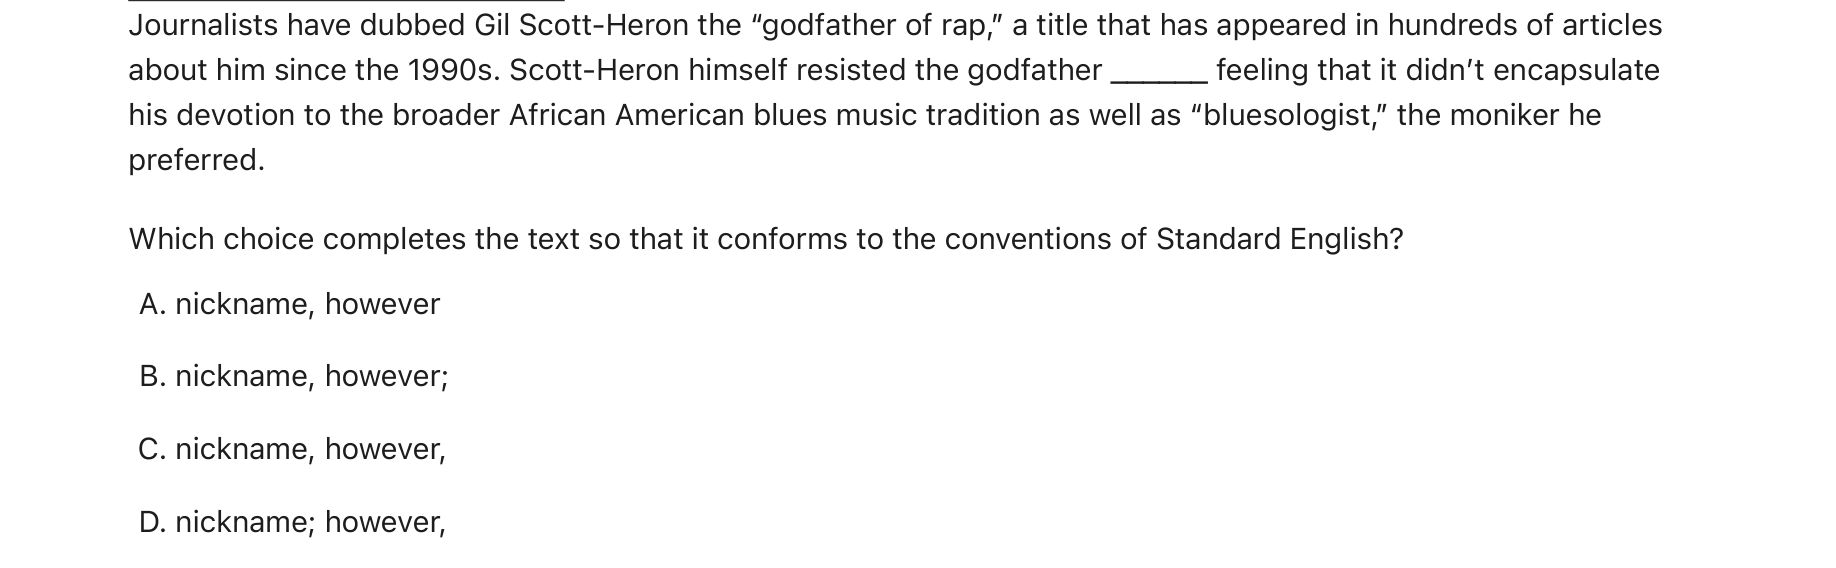 Journalists have dubbed Gil Scott-Heron the “godfather of rap,” a title that has appeared in hundreds of articles
about him since the 1990s. Scott-Heron himself resisted the godfather ______ feeling that it didn’t encapsulate
his devotion to the broader African American blues music tradition as well as “bluesologist,” the moniker he
preferred.
Which choice completes the text so that it conforms to the conventions of Standard English?
A. nickname, however
B. nickname, however;
C. nickname, however,
D. nickname; however,